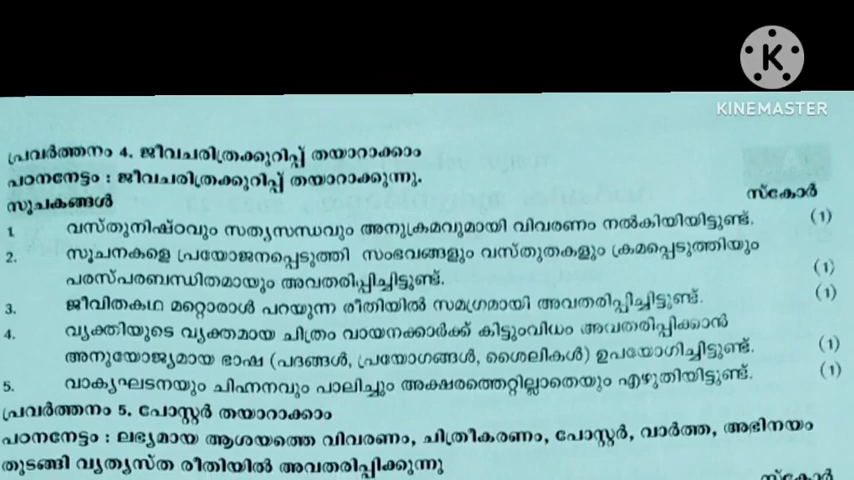 KINEMASTER
പ്രവർത്തനം 4. ജീവചരിത്രക്കുറിപ്പ് തയാറാക്കാം
പഠനനേട്ടം : ജീവചരിത്രക്കുറിപ്പ് തയാറാക്കുന്നു.
സൂചകങ്ങൾ സ്കോർ
1. വസ്തുനിഷ്ഠവും സത്യസന്ധവും അനുക്രമവുമായി വിവരണം നൽകിയിയിട്ടുണ്ട്. (1)
2. സൂചനകളെ പ്രയോജനപ്പെടുത്തി സംഭവങ്ങളും വസ്തുതകളും ക്രമപ്പെടുത്തിയും
പരസ്പരബന്ധിതമായും അവതരിപ്പിച്ചിട്ടുണ്ട്. (1)
3. ജീവിതകഥ മറ്റൊരാൾ പറയുന്ന രീതിയിൽ സമഗ്രമായി അവതരിപ്പിച്ചിട്ടുണ്ട്. (1)
4. വ്യക്തിയുടെ വ്യക്തമായ ചിത്രം വായനക്കാർക്ക് കിട്ടുംവിധം അവതരിപ്പിക്കാൻ
അനുയോജ്യമായ ഭാഷ (പദങ്ങൾ, പ്രയോഗങ്ങൾ, ശൈലികൾ) ഉപയോഗിച്ചിട്ടുണ്ട്. (1)
5. വാക്യഘടനയും ചിഹ്നനവും പാലിച്ചും അക്ഷരത്തെറ്റില്ലാതെയും എഴുതിയിട്ടുണ്ട്. (1)
പ്രവർത്തനം 5. പോസ്റ്റർ തയാറാക്കാം
പഠനനേട്ടം : ലഭ്യമായ ആശയത്തെ വിവരണം, ചിത്രീകരണം, പോസ്റ്റർ, വാർത്ത, അഭിനയം
തുടങ്ങി വ്യത്യസ്ത രീതിയിൽ അവതരിപ്പിക്കുന്നു
സ്കോർ